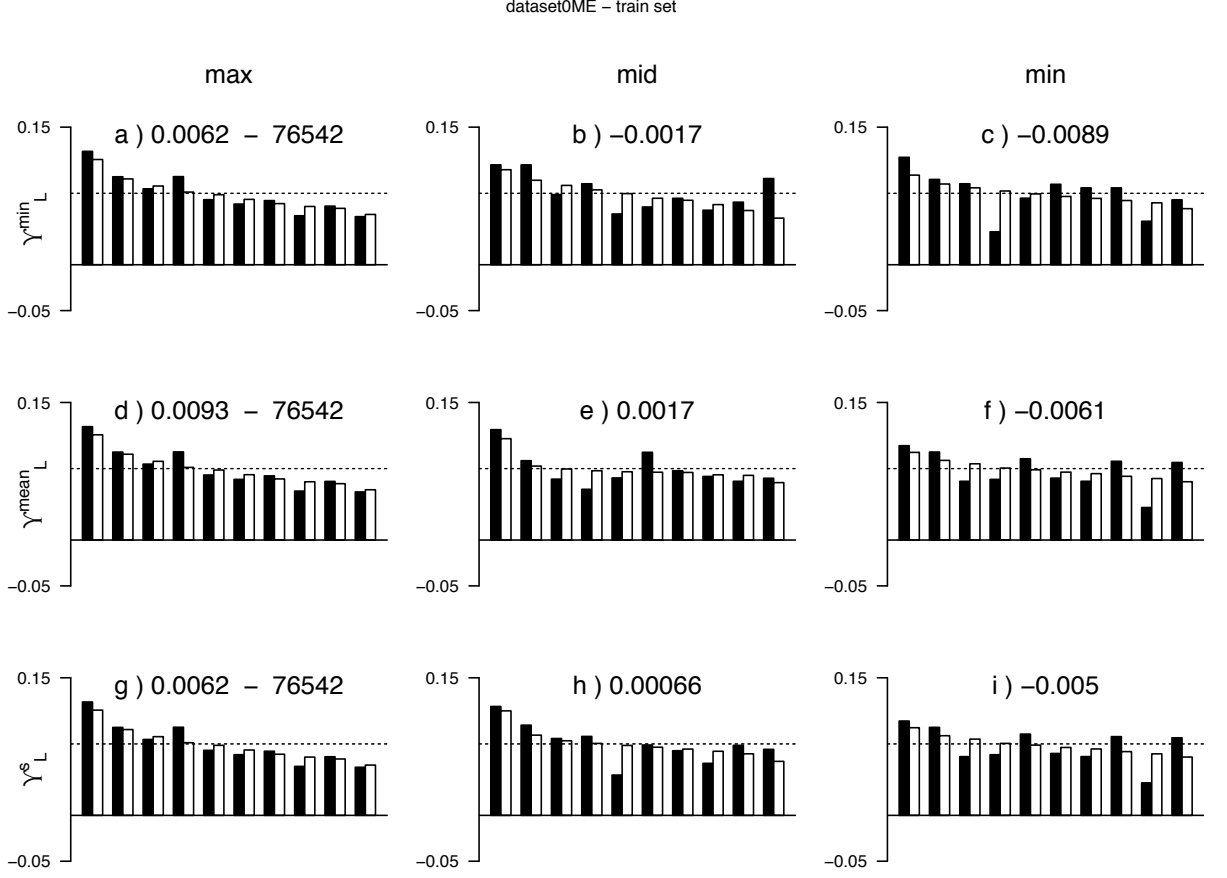 dataset0ME − train set
max mid min
a ) 0.0062 − 76542
b ) −0.0017
c ) −0.0089
0.15 0.15 0.15
γ^min_L
−0.05 −0.05 −0.05
d ) 0.0093 − 76542
e ) 0.0017
f ) −0.0061
0.15 0.15 0.15
γ^mean_L
−0.05 −0.05 −0.05
g ) 0.0062 − 76542
h ) 0.00066
i ) −0.005
0.15 0.15 0.15
−0.05 −0.05 −0.05